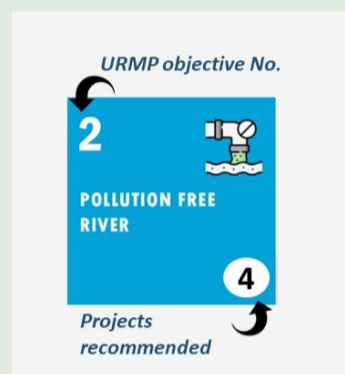 URMP objective No.
2
POLLUTION FREE
RIVER
4
Projects
recommended